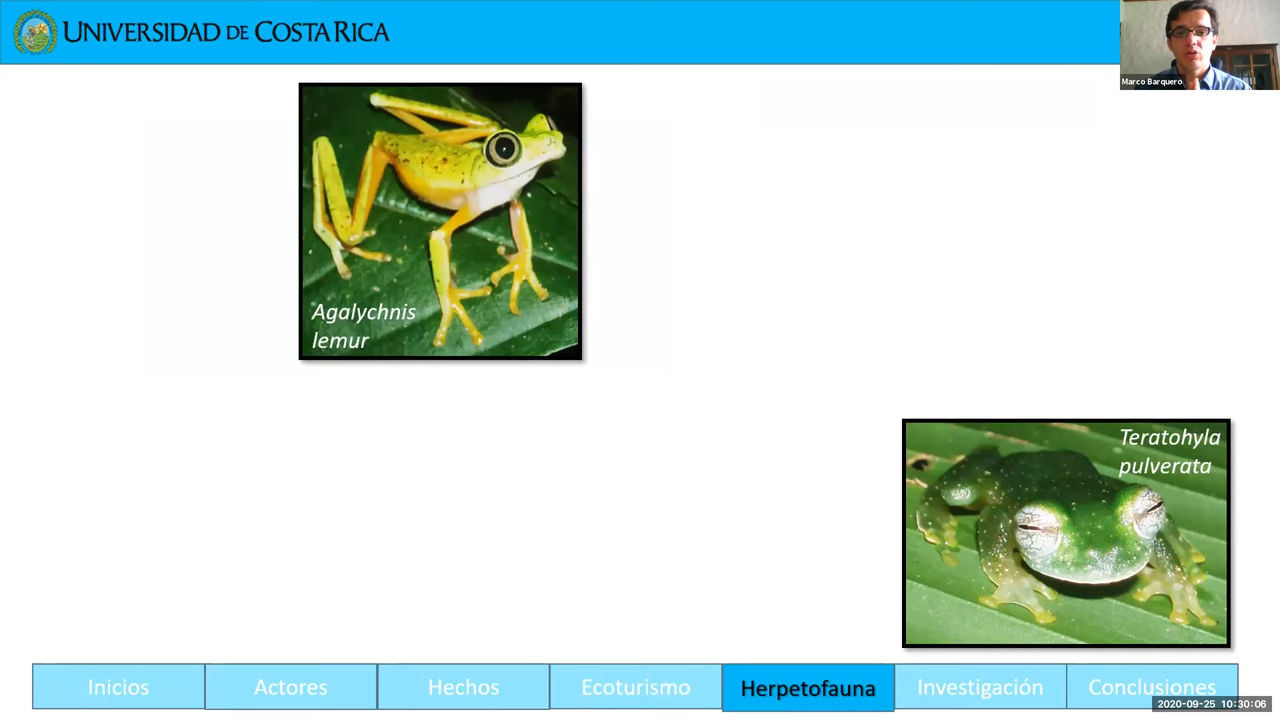 UNIVERSIDAD DE COSTA RICA
Marco Barquero
Agalychnis
lemur
Teratohyla
pulverata
Inicios
Actores
Hechos
Ecoturismo
Herpetofauna
Investigación
Conclusiones
2020-09-25 10:30:06